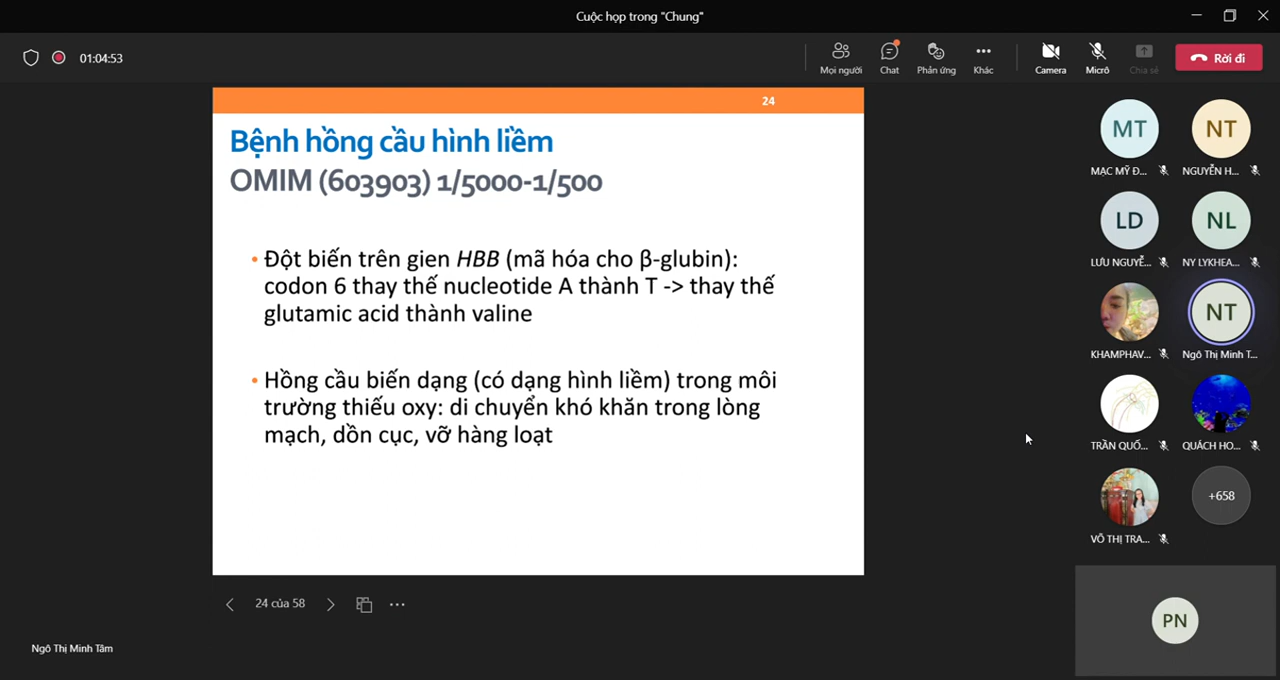 Cuộc họp trong "Chung"
01:04:53
Mọi người
Chat
Phản ứng
Khác
Camera
Micrô
Chia sẻ
Rời đi
24
Bệnh hồng cầu hình liềm
OMIM (603903) 1/5000-1/500
• Đột biến trên gien HBB (mã hóa cho β-glubin):
codon 6 thay thế nucleotide A thành T -> thay thế
glutamic acid thành valine
• Hồng cầu biến dạng (có dạng hình liềm) trong môi
trường thiếu oxy: di chuyển khó khăn trong lòng
mạch, dồn cục, vỡ hàng loạt
24 của 58
Ngô Thị Minh Tâm
MT
NT
MẠC MỸ Đ...
NGUYỄN H...
LD
NL
LƯU NGUYỄ...
NY LYKHEA...
NT
KHAMPHAV...
Ngô Thị Minh T...
TRẦN QUỐ...
QUÁCH HO...
+658
VÕ THỊ TRA...
PN